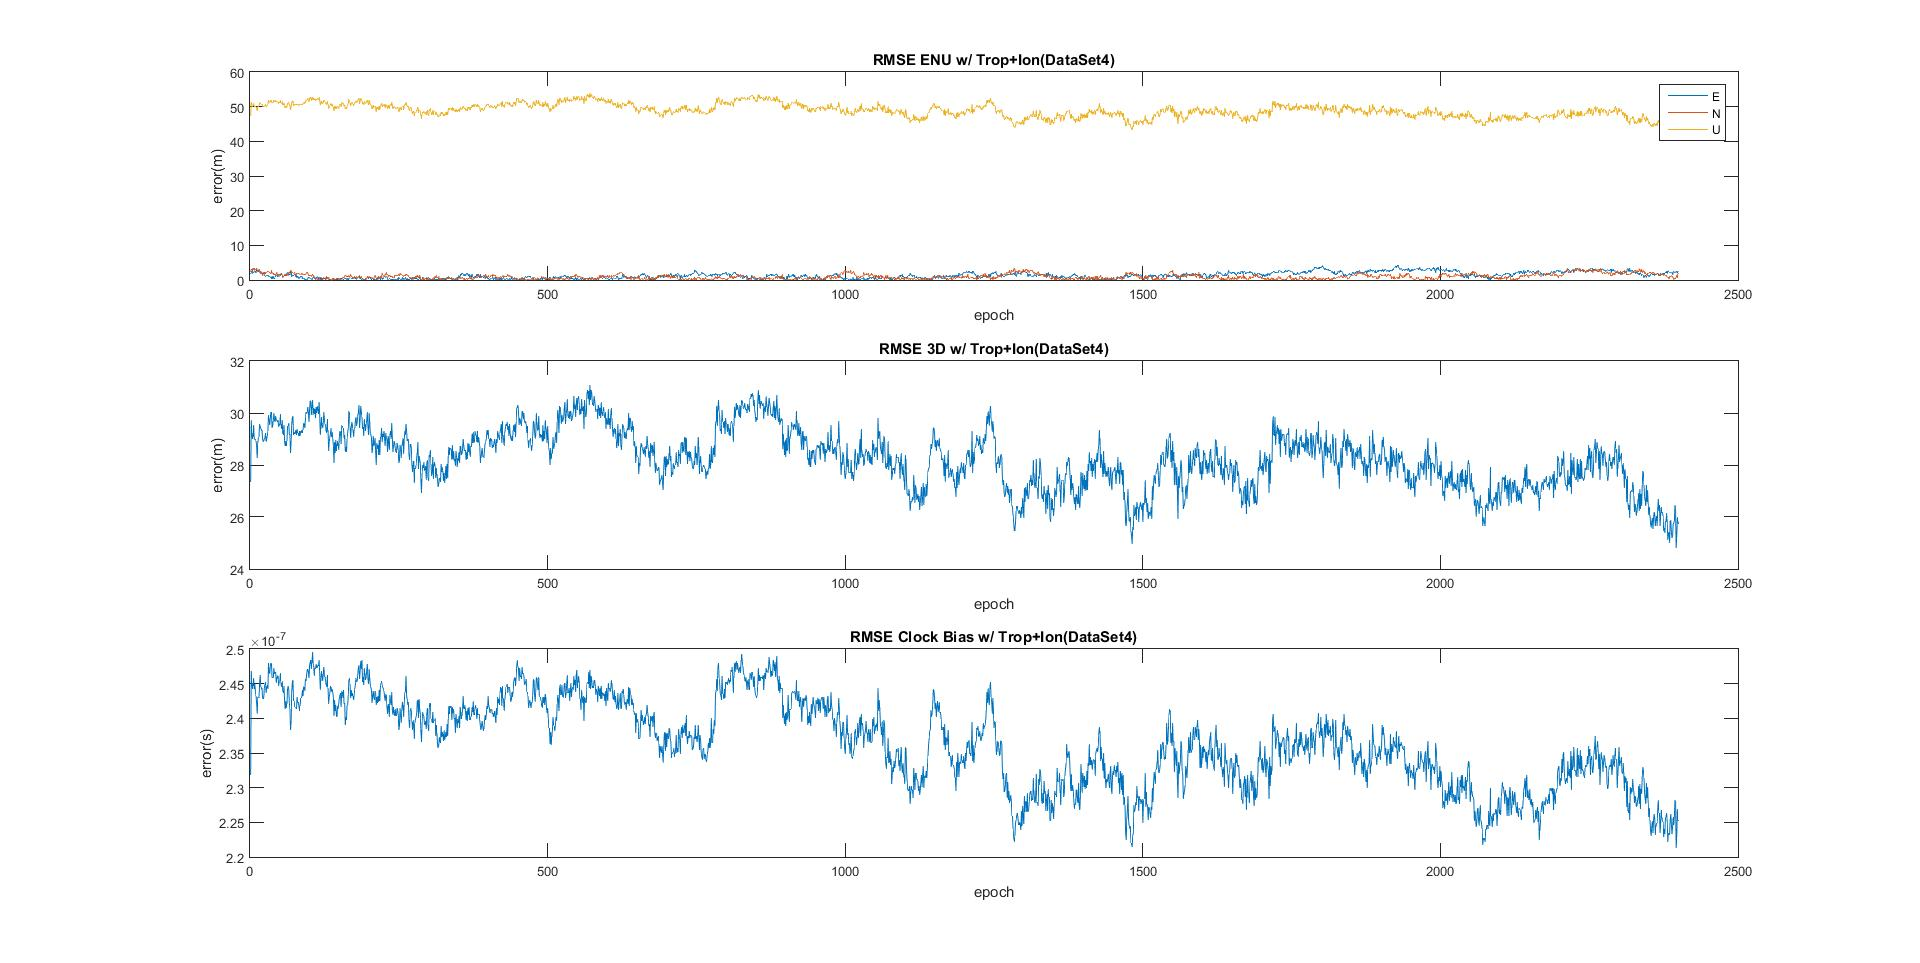 RMSE ENU w/ Trop+Ion(DataSet4)
60
50
40
30
20
10
0
error(m)
E
N
U
0 500 1000 1500 2000 2500
epoch
RMSE 3D w/ Trop+Ion(DataSet4)
32
30
28
26
24
error(m)
0 500 1000 1500 2000 2500
epoch
RMSE Clock Bias w/ Trop+Ion(DataSet4)
×10-7
2.5
2.45
2.4
2.35
2.3
2.25
2.2
error(s)
0 500 1000 1500 2000 2500
epoch